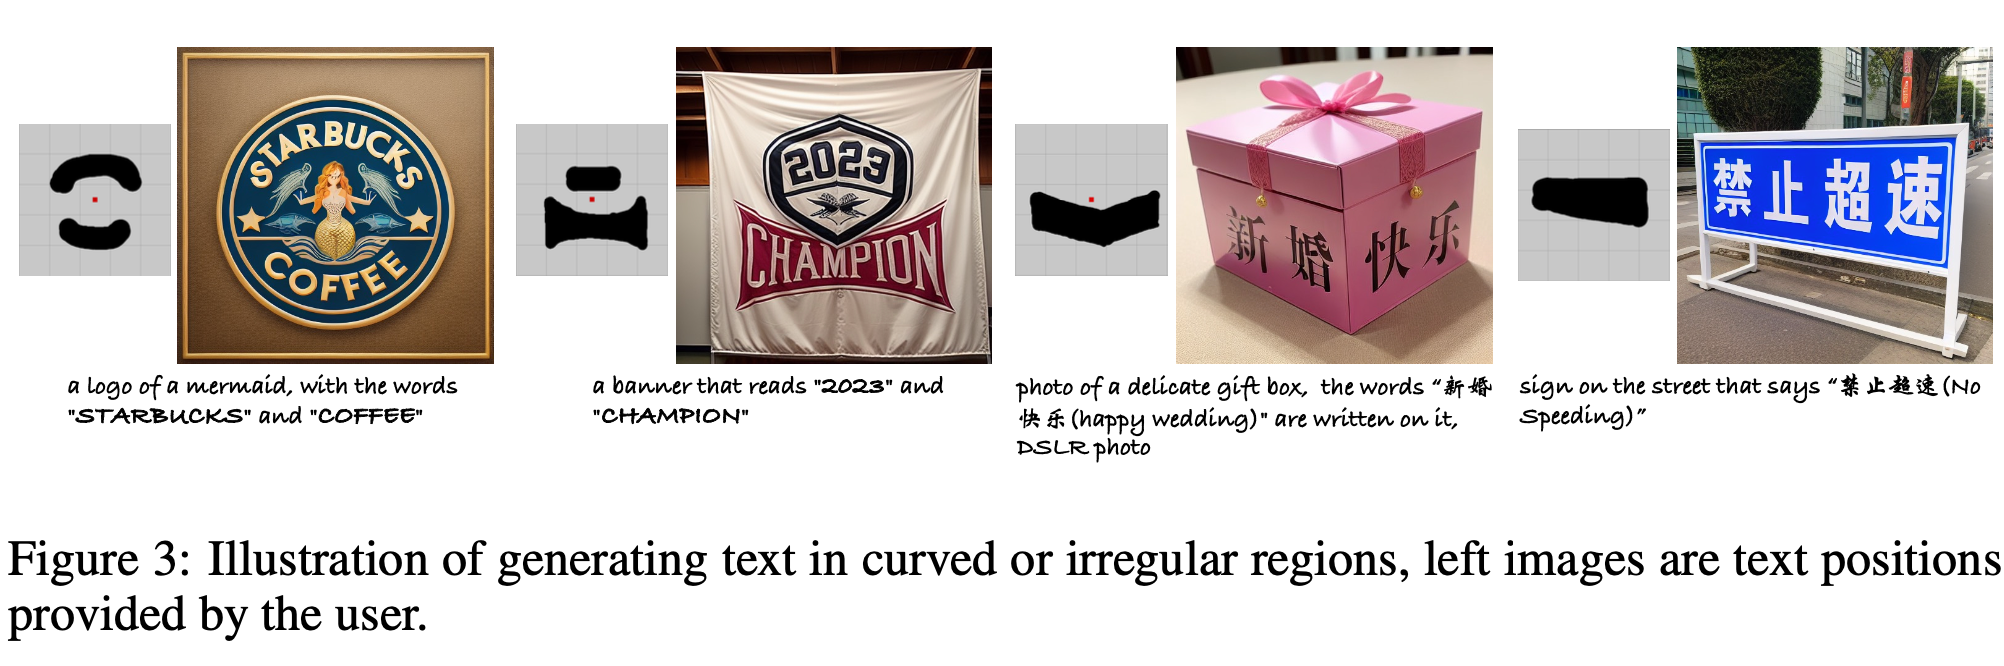 STARBUCKS
COFFEE
2023
CHAMPION
新婚快乐
禁止超速
a logo of a mermaid, with the words
"STARBUCKS" and "COFFEE"
a banner that reads "2023" and
"CHAMPION"
photo of a delicate gift box, the words “新婚
快乐(happy wedding)" are written on it,
DSLR photo
sign on the street that says “禁止超速(No
Speeding)”
Figure 3: Illustration of generating text in curved or irregular regions, left images are text positions
provided by the user.